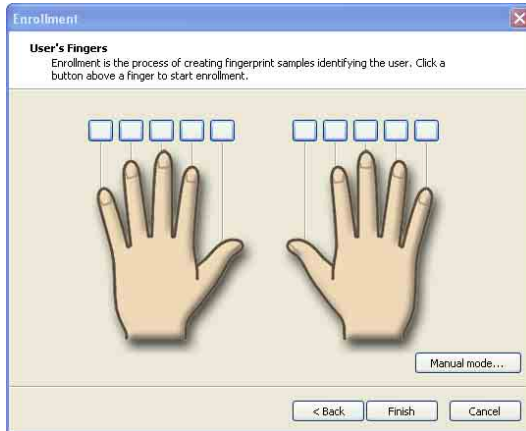 Enrollment
User's Fingers
Enrollment is the process of creating fingerprint samples identifying the user. Click a
button above a finger to start enrollment.
Manual mode...
< Back
Finish
Cancel